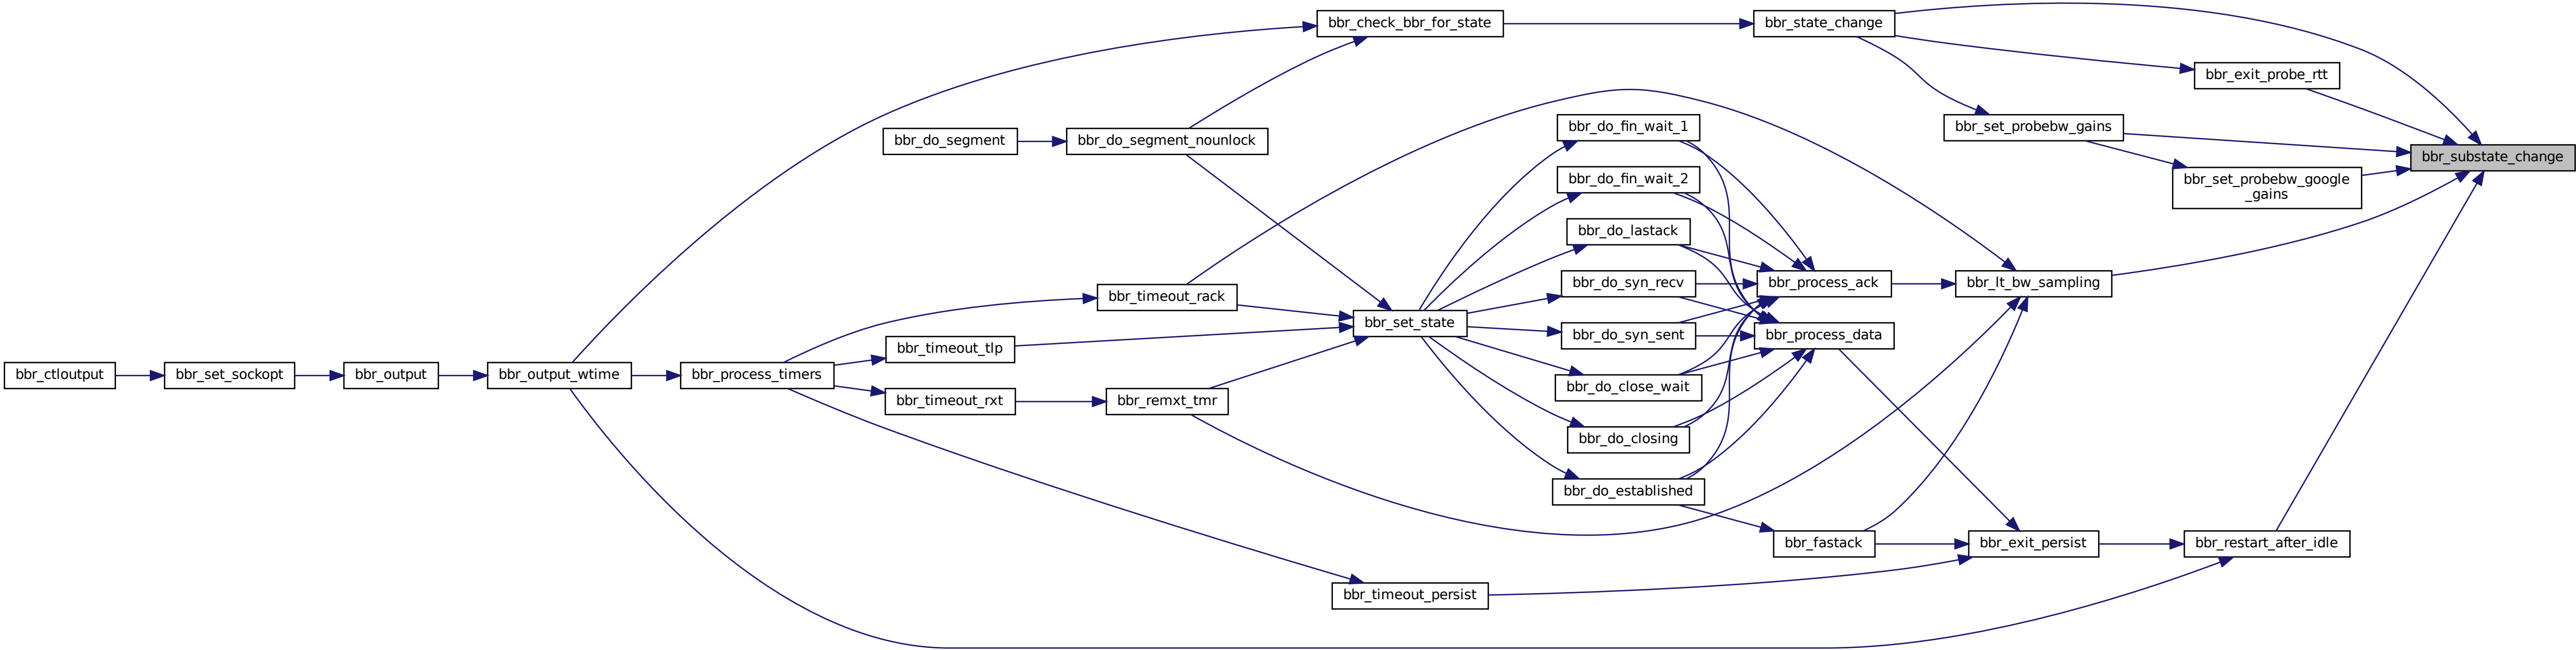 bbr_check_bbr_for_state
bbr_state_change
bbr_exit_probe_rtt
bbr_do_segment
bbr_do_segment_nounlock
bbr_do_fin_wait_1
bbr_set_probebw_gains
bbr_substate_change
bbr_do_fin_wait_2
bbr_set_probebw_google
_gains
bbr_do_lastack
bbr_timeout_rack
bbr_do_syn_recv
bbr_process_ack
bbr_lt_bw_sampling
bbr_set_state
bbr_do_syn_sent
bbr_process_data
bbr_timeout_tlp
bbr_ctloutput
bbr_set_sockopt
bbr_output
bbr_output_wtime
bbr_process_timers
bbr_do_close_wait
bbr_timeout_rxt
bbr_remxt_tmr
bbr_do_closing
bbr_do_established
bbr_fastack
bbr_exit_persist
bbr_restart_after_idle
bbr_timeout_persist